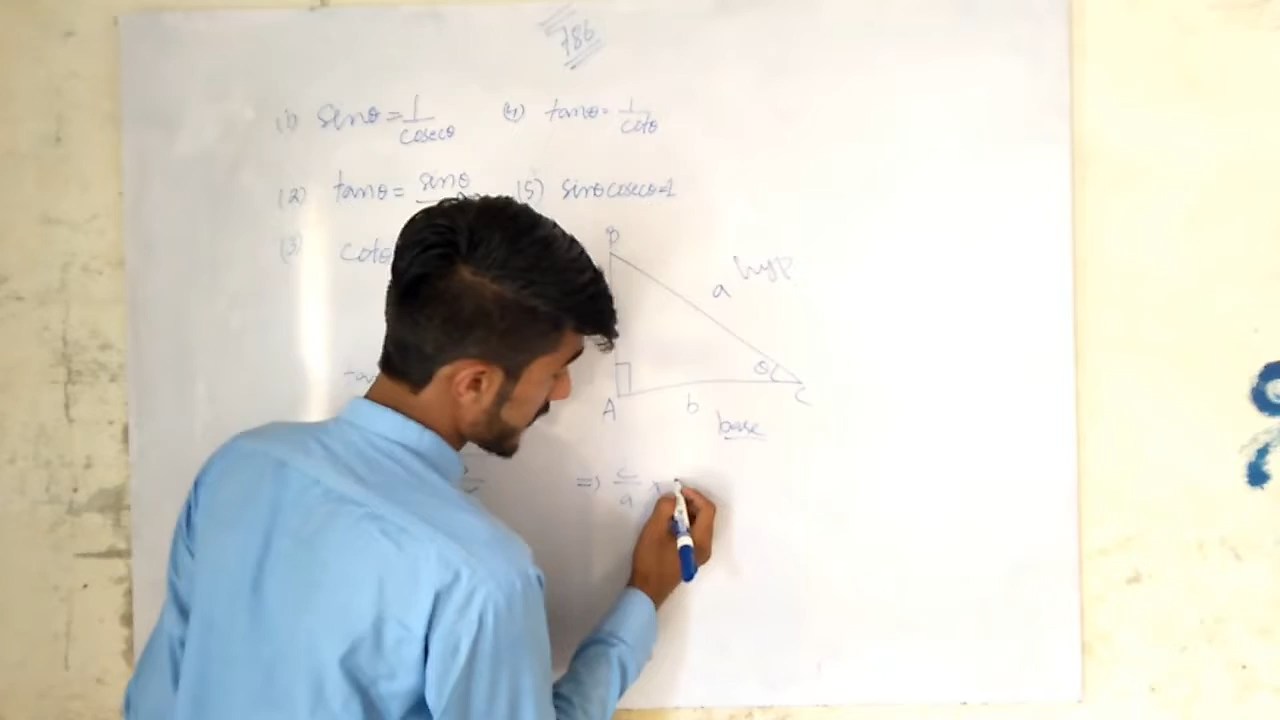 786
(1) sinθ = 1/cosecθ
(4) tanθ = 1/cotθ
(2) tanθ = sinθ
(5) sinθ cosecθ = 1
(3) cotθ
B
a hyp
θ
A
b
C
base
tan
=> c/a ×